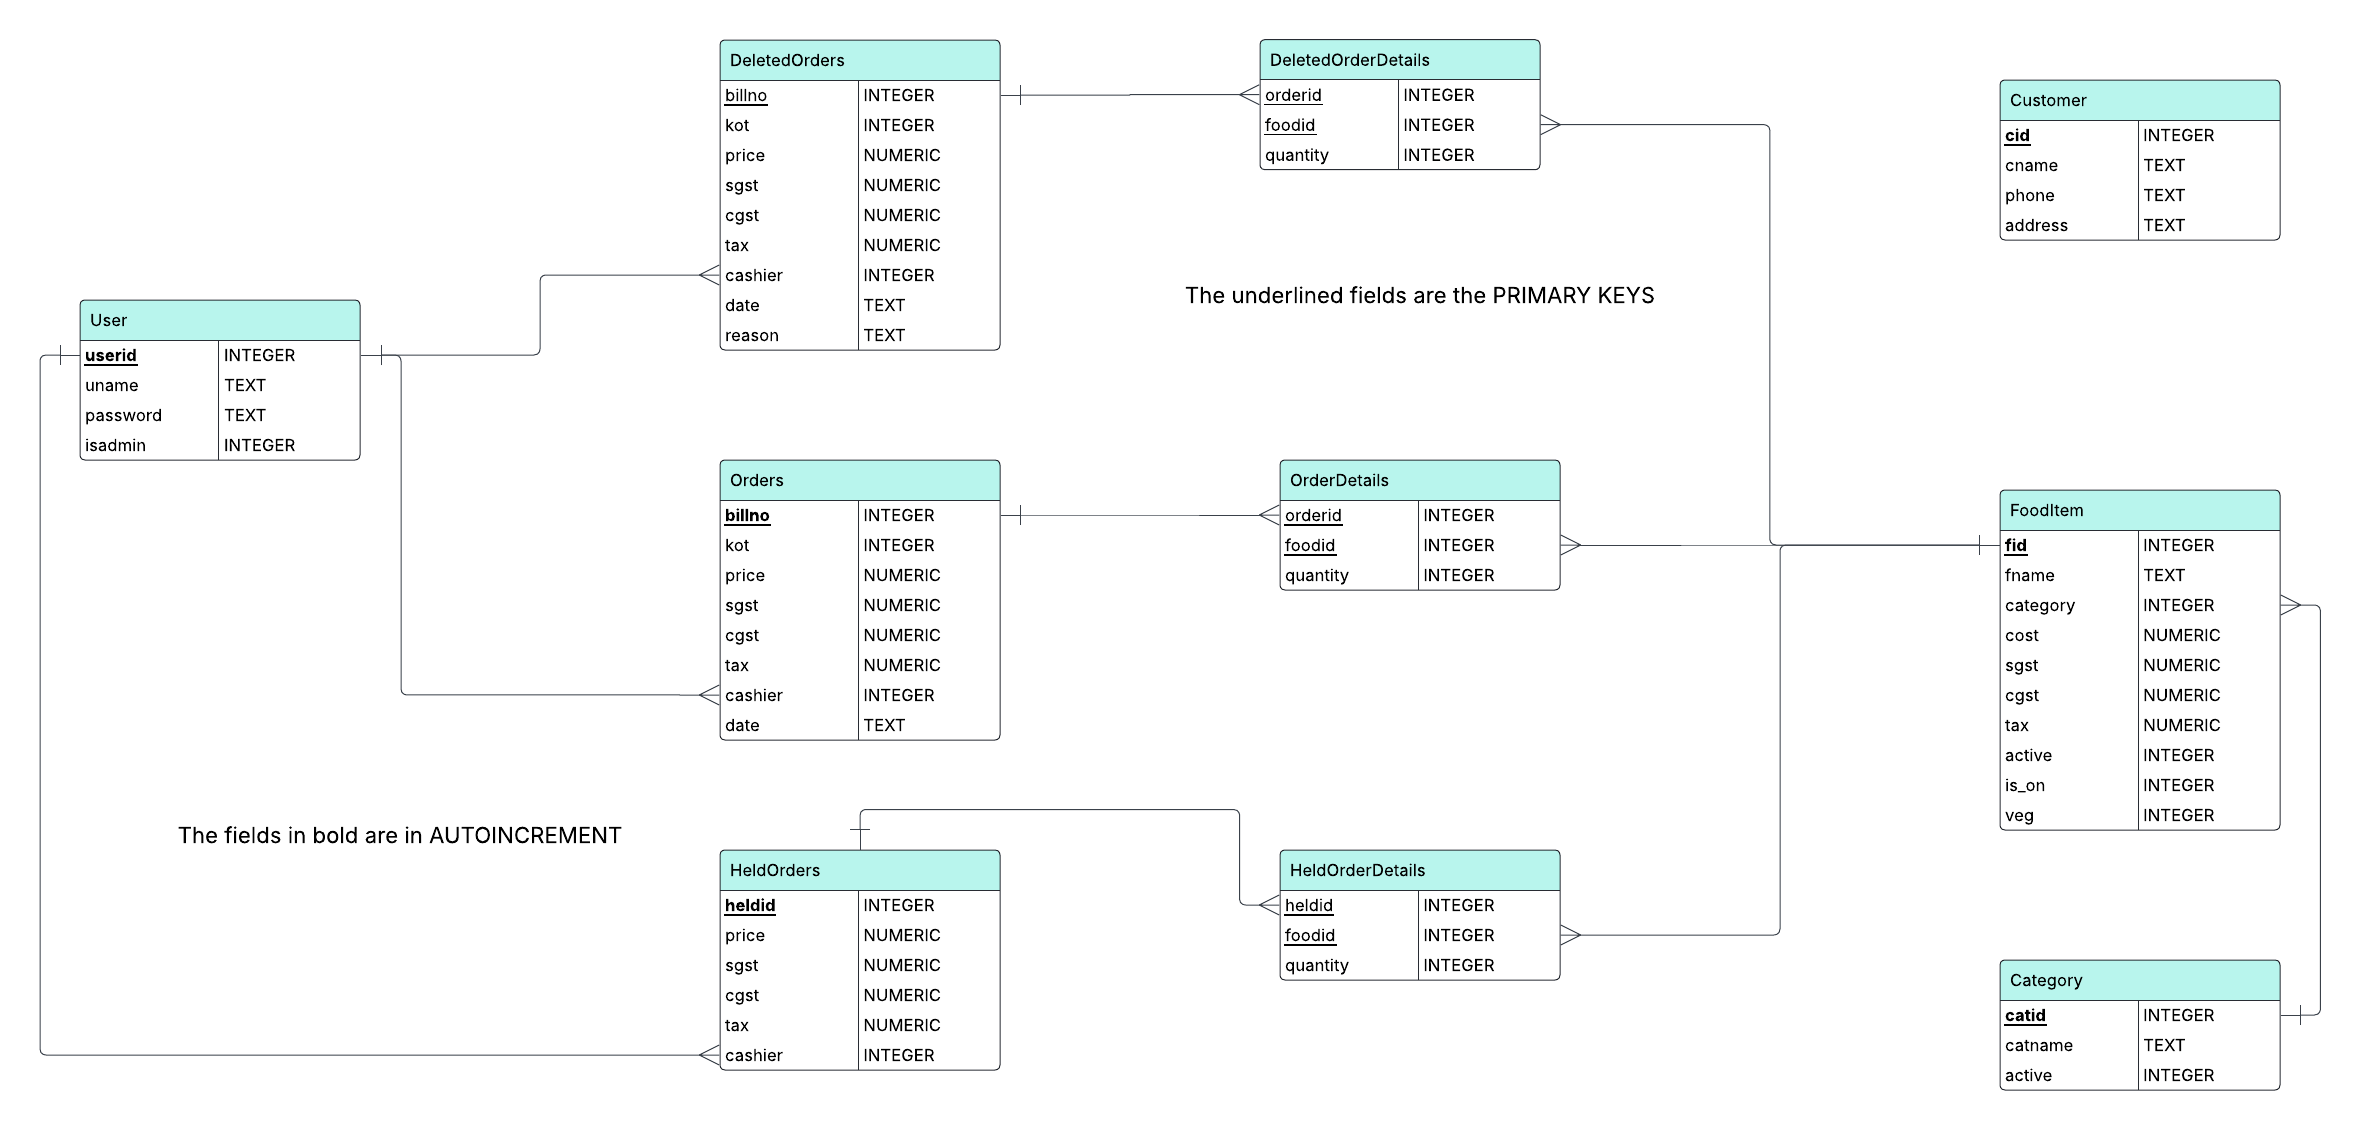 DeletedOrders
billno INTEGER
kot INTEGER
price NUMERIC
sgst NUMERIC
cgst NUMERIC
tax NUMERIC
cashier INTEGER
date TEXT
reason TEXT
DeletedOrderDetails
orderid INTEGER
foodid INTEGER
quantity INTEGER
Customer
cid INTEGER
cname TEXT
phone TEXT
address TEXT
The underlined fields are the PRIMARY KEYS
User
userid INTEGER
uname TEXT
password TEXT
isadmin INTEGER
Orders
billno INTEGER
kot INTEGER
price NUMERIC
sgst NUMERIC
cgst NUMERIC
tax NUMERIC
cashier INTEGER
date TEXT
OrderDetails
orderid INTEGER
foodid INTEGER
quantity INTEGER
FoodItem
fid INTEGER
fname TEXT
category INTEGER
cost NUMERIC
sgst NUMERIC
cgst NUMERIC
tax NUMERIC
active INTEGER
is_on INTEGER
veg INTEGER
The fields in bold are in AUTOINCREMENT
HeldOrders
heldid INTEGER
price NUMERIC
sgst NUMERIC
cgst NUMERIC
tax NUMERIC
cashier INTEGER
HeldOrderDetails
heldid INTEGER
foodid INTEGER
quantity INTEGER
Category
catid INTEGER
catname TEXT
active INTEGER